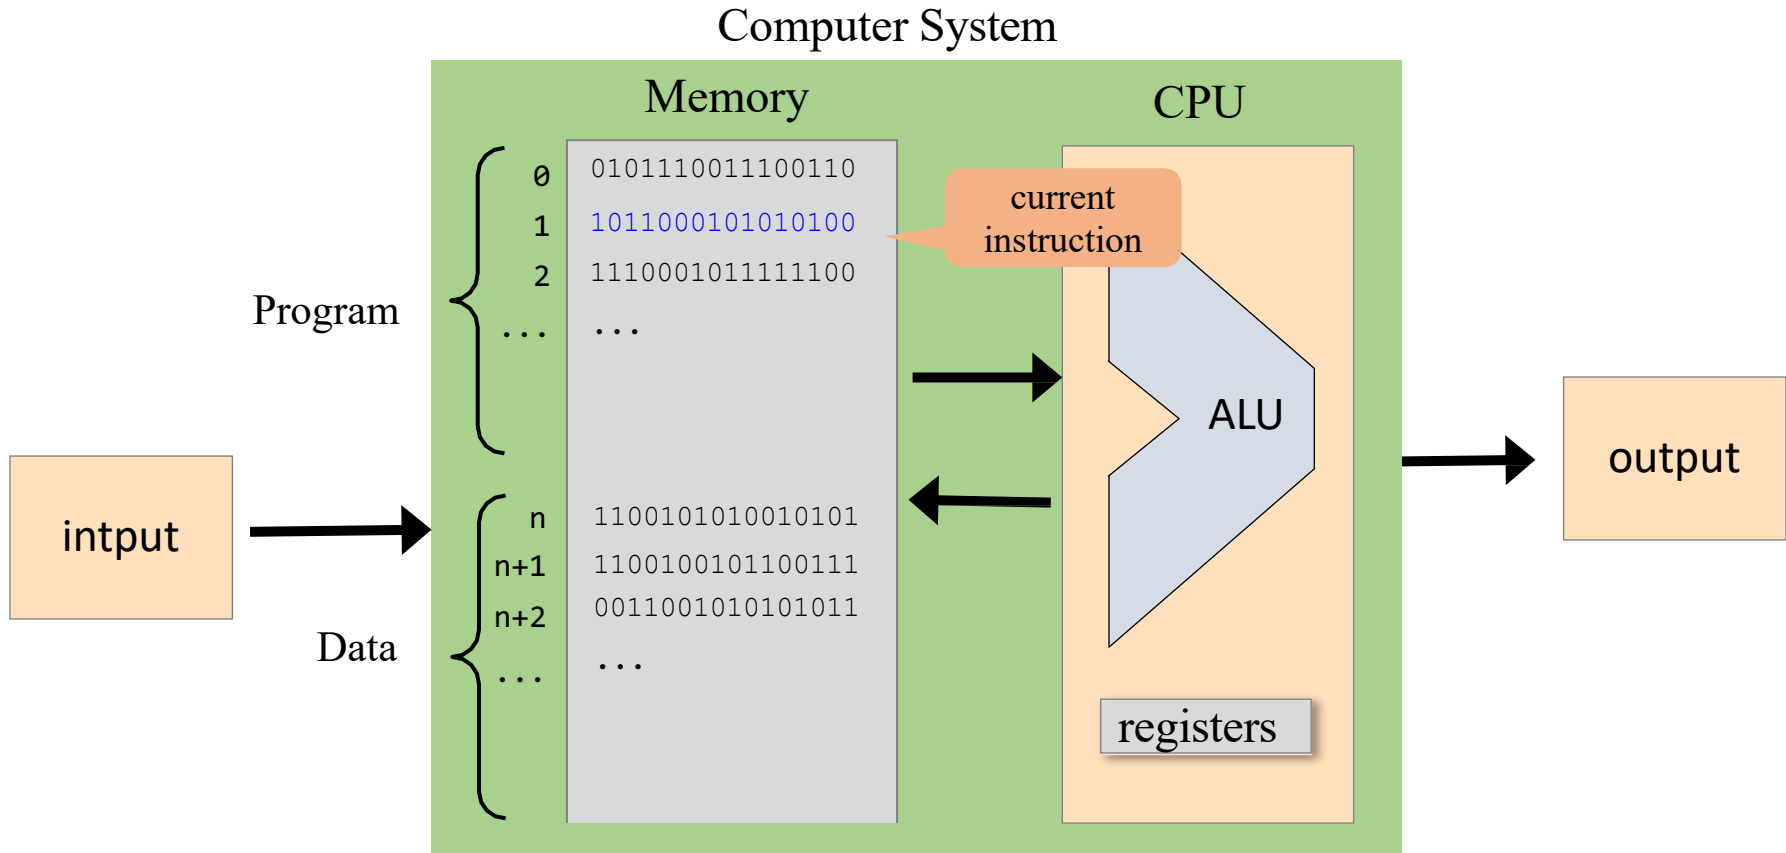 Computer System
Memory
CPU
0 0101110011100110
1 1011000101010100
2 1110001011111100
... ...
current
instruction
Program
ALU
intput
output
n 1100101010010101
n+1 1100100101100111
n+2 0011001010101011
... ...
Data
registers